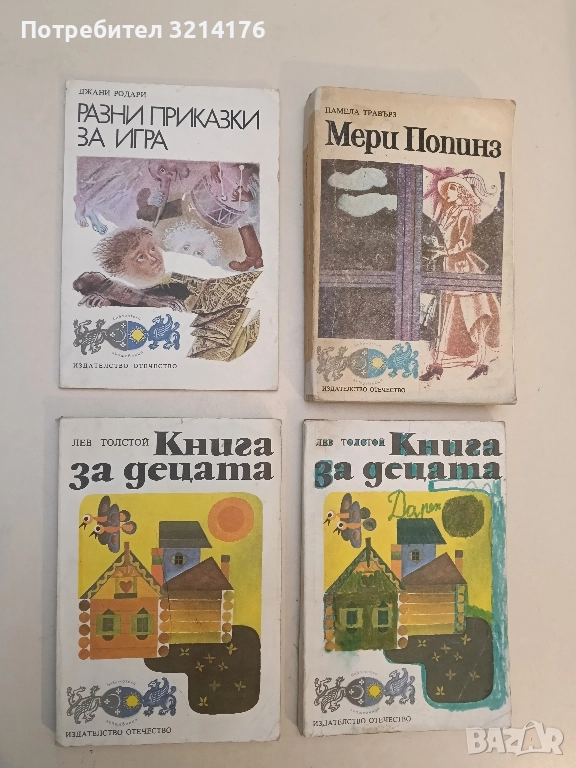 Потребител 3214176
ДЖАНИ РОДАРИ
РАЗНИ ПРИКАЗКИ
ЗА ИГРА
ИЗДАТЕЛСТВО ОТЕЧЕСТВО
ПАМЕЛА ТРАВЪРЗ
Мери Попинз
ИЗДАТЕЛСТВО ОТЕЧЕСТВО
ЛЕВ ТОЛСТОЙ Книга
за децата
ИЗДАТЕЛСТВО ОТЕЧЕСТВО
ЛЕВ ТОЛСТОЙ Книга
за децата
ИЗДАТЕЛСТВО ОТЕЧЕСТВО
BAZAR